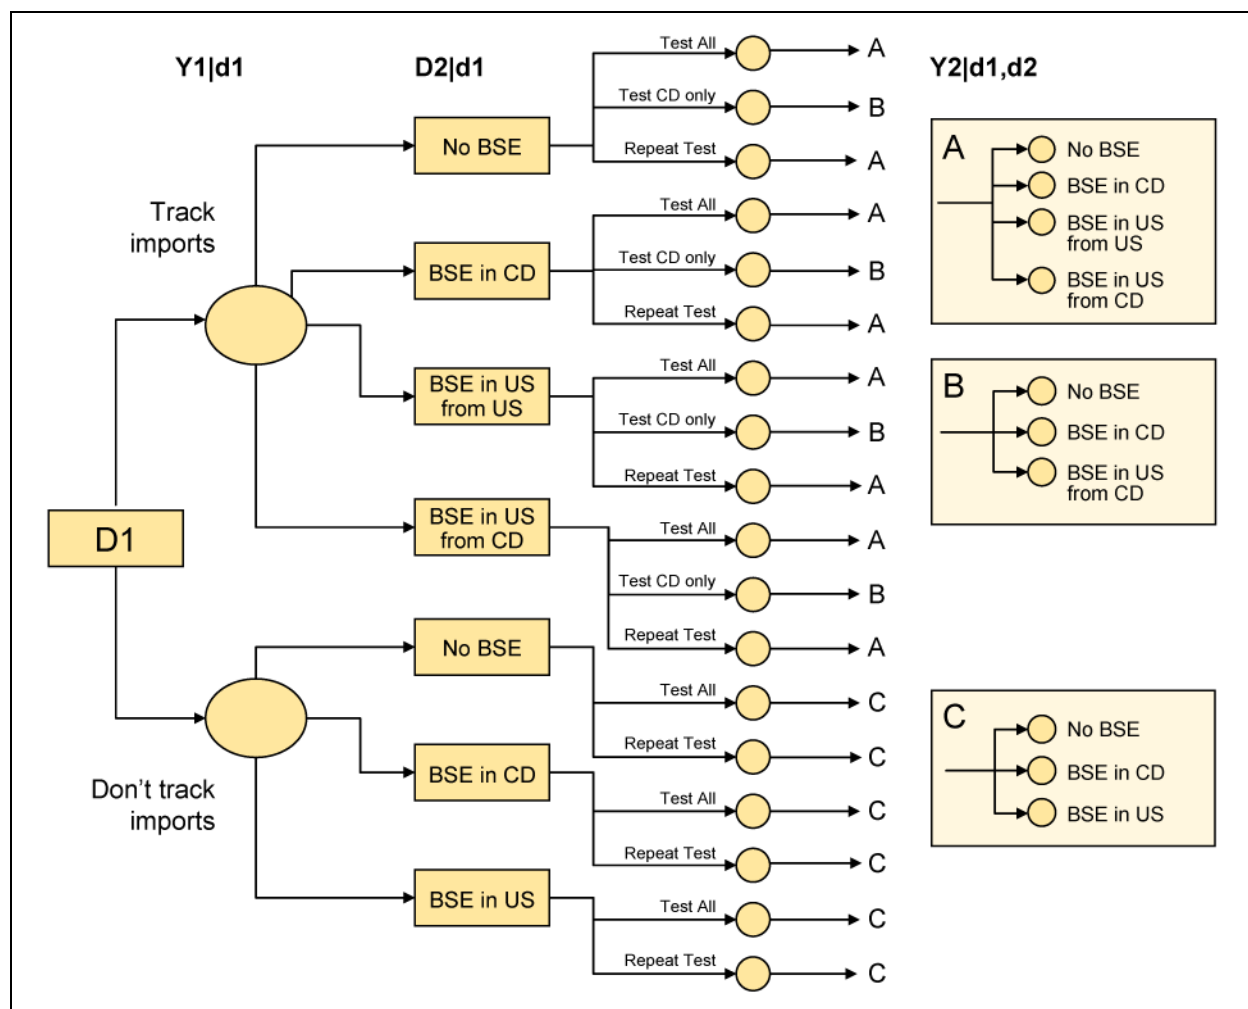 Y1|d1
D2|d1
Y2|d1,d2
Track
imports
D1
Don't track
imports
No BSE
Test All
A
Test CD only
B
Repeat Test
A
BSE in CD
Test All
A
Test CD only
B
Repeat Test
A
BSE in US
from US
Test All
A
Test CD only
B
Repeat Test
A
BSE in US
from CD
Test All
A
Test CD only
B
Repeat Test
A
No BSE
Test All
C
Repeat Test
C
BSE in CD
Test All
C
Repeat Test
C
BSE in US
Test All
C
Repeat Test
C
A
No BSE
BSE in CD
BSE in US
from US
BSE in US
from CD
B
No BSE
BSE in CD
BSE in US
from CD
C
No BSE
BSE in CD
BSE in US